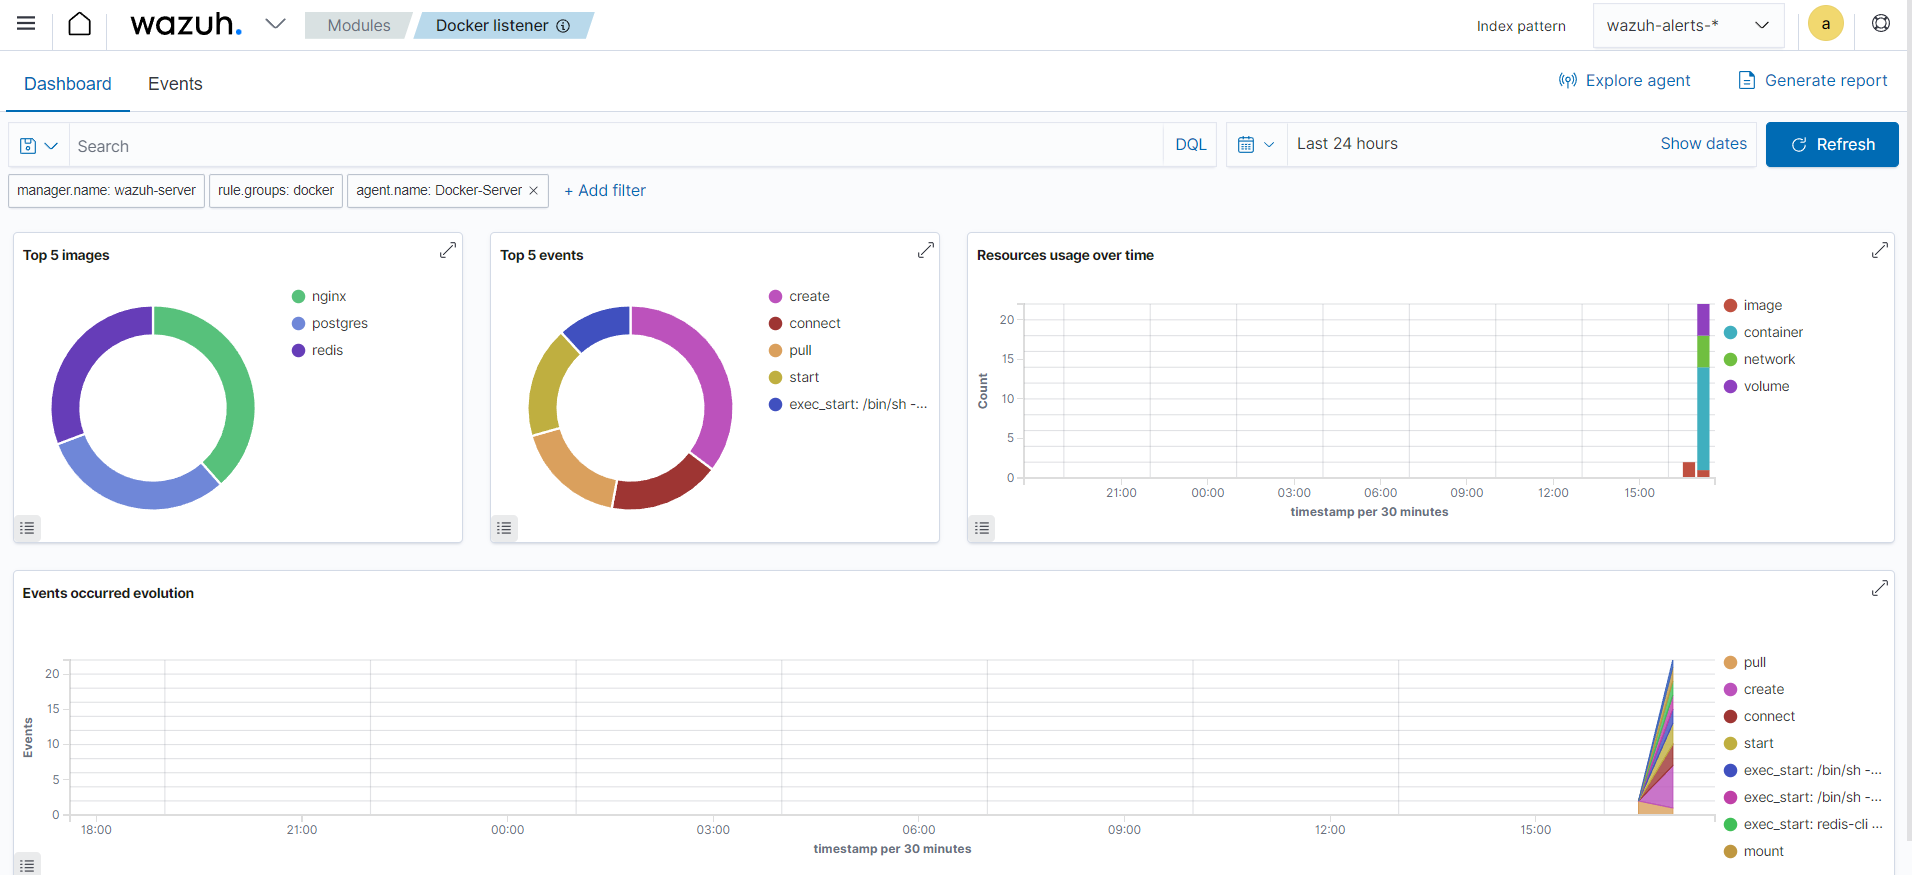 wazuh. Modules Docker listener Index pattern wazuh-alerts-* a
Dashboard Events Explore agent Generate report
Search DQL Last 24 hours Show dates Refresh
manager.name: wazuh-server rule.groups: docker agent.name: Docker-Server × + Add filter
Top 5 images
nginx
postgres
redis
Top 5 events
create
connect
pull
start
exec_start: /bin/sh -...
Resources usage over time
Count
20
15
10
5
0
21:00 00:00 03:00 06:00 09:00 12:00 15:00
timestamp per 30 minutes
image
container
network
volume
Events occurred evolution
Events
20
15
10
5
0
18:00 21:00 00:00 03:00 06:00 09:00 12:00 15:00
timestamp per 30 minutes
pull
create
connect
start
exec_start: /bin/sh -...
exec_start: /bin/sh -...
exec_start: redis-cli ...
mount